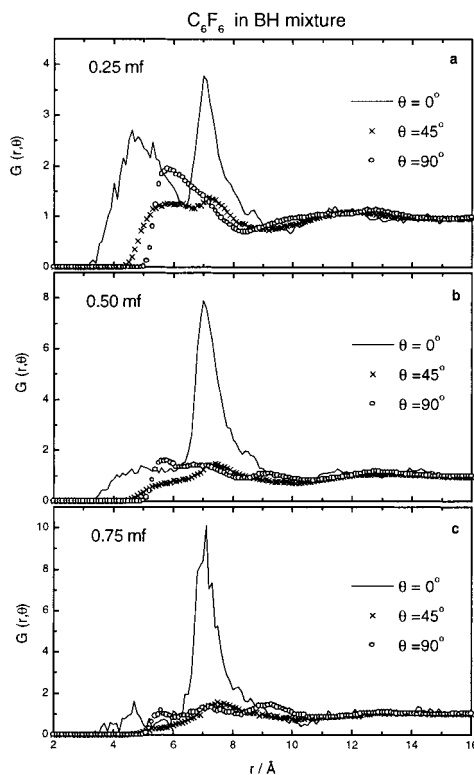 C₆F₆ in BH mixture
a
0.25 mf
θ = 0°
θ = 45°
θ = 90°
G (r,θ)
4
3
2
1
0
b
0.50 mf
θ = 0°
θ = 45°
θ = 90°
G (r,θ)
8
6
4
2
0
c
0.75 mf
θ = 0°
θ = 45°
θ = 90°
G (r,θ)
10
8
6
4
2
0
2 4 6 8 10 12 14 16
r / Å